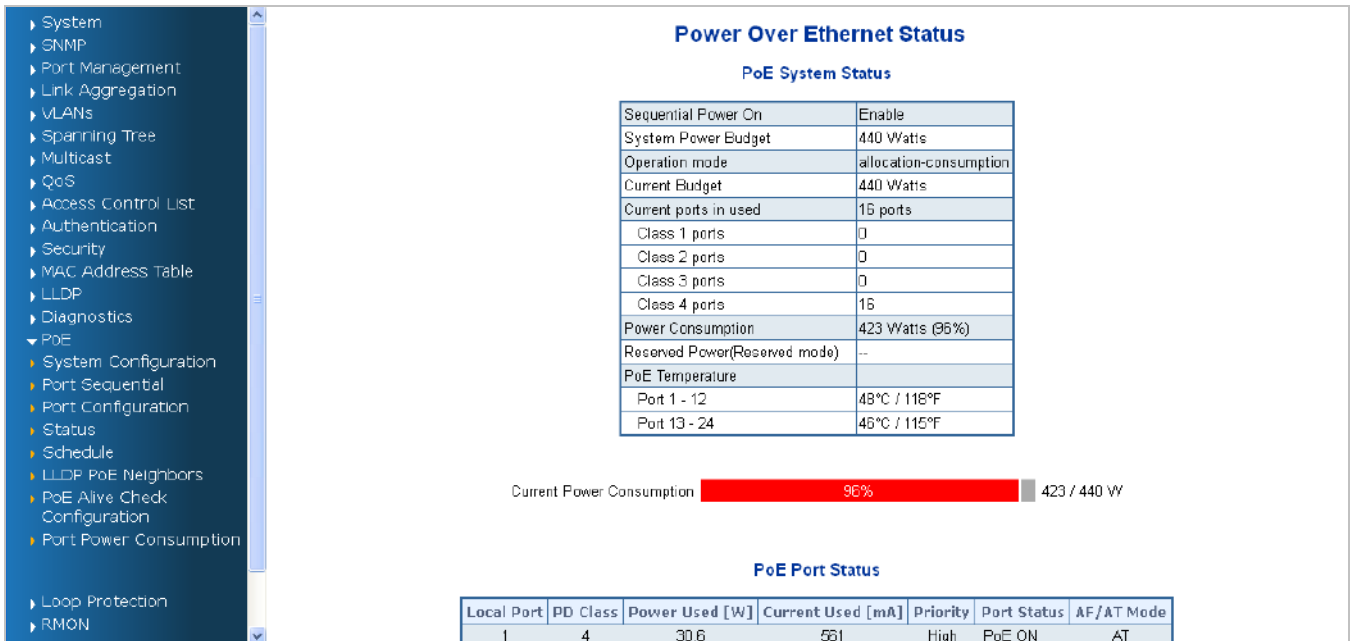 System
SNMP
Port Management
Link Aggregation
VLANs
Spanning Tree
Multicast
QoS
Access Control List
Authentication
Security
MAC Address Table
LLDP
Diagnostics
PoE
System Configuration
Port Sequential
Port Configuration
Status
Schedule
LLDP PoE Neighbors
PoE Alive Check
Configuration
Port Power Consumption
Loop Protection
RMON
Power Over Ethernet Status
PoE System Status
Sequential Power On Enable
System Power Budget 440 Watts
Operation mode allocation-consumption
Current Budget 440 Watts
Current ports in used 16 ports
Class 1 ports 0
Class 2 ports 0
Class 3 ports 0
Class 4 ports 16
Power Consumption 423 Watts (96%)
Reserved Power(Reserved mode) --
PoE Temperature
Port 1 - 12 48°C / 118°F
Port 13 - 24 46°C / 115°F
Current Power Consumption 96% 423 / 440 W
PoE Port Status
Local Port PD Class Power Used [W] Current Used [mA] Priority Port Status AF/AT Mode
1 4 30.6 561 High PoE ON AT